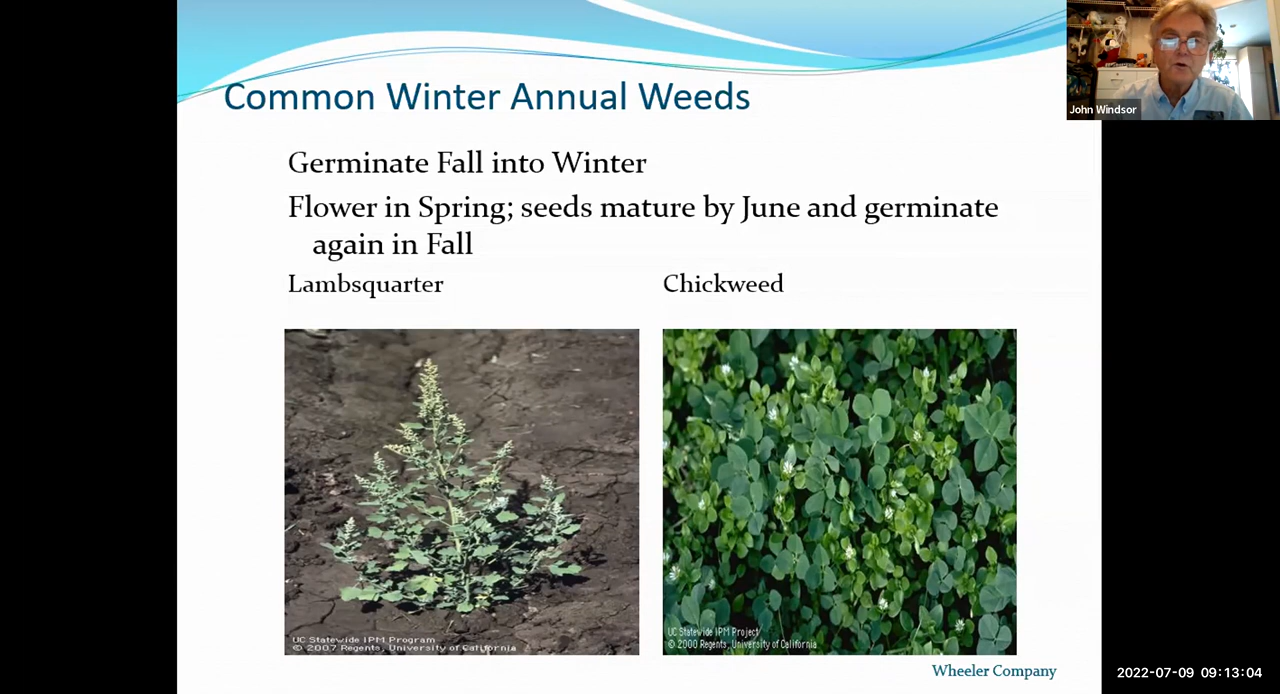 Common Winter Annual Weeds
John Windsor
Germinate Fall into Winter
Flower in Spring; seeds mature by June and germinate
again in Fall
Lambsquarter
Chickweed
UC Statewide IPM Program
© 2007 Regents, University of California
UC Statewide IPM Project
© 2000 Regents, University of California
Wheeler Company
2022-07-09 09:13:04